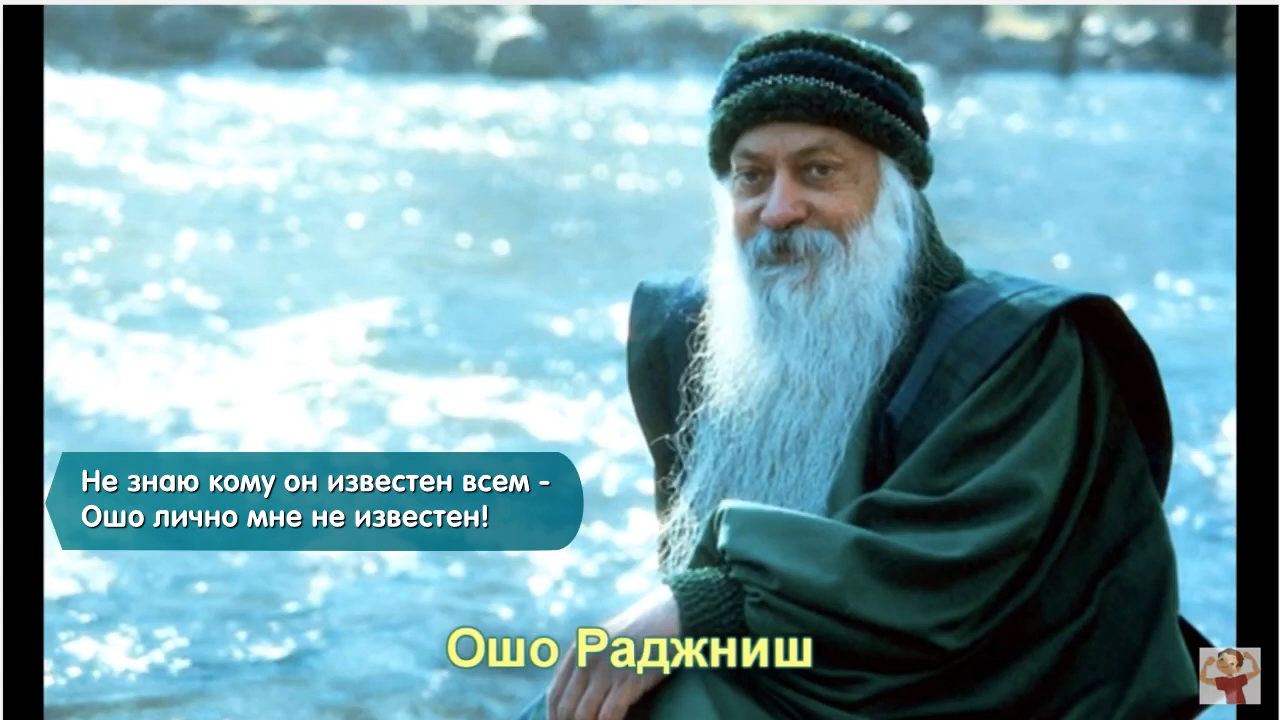 Не знаю кому он известен всем -
Ошо лично мне не известен!
Ошо Раджниш